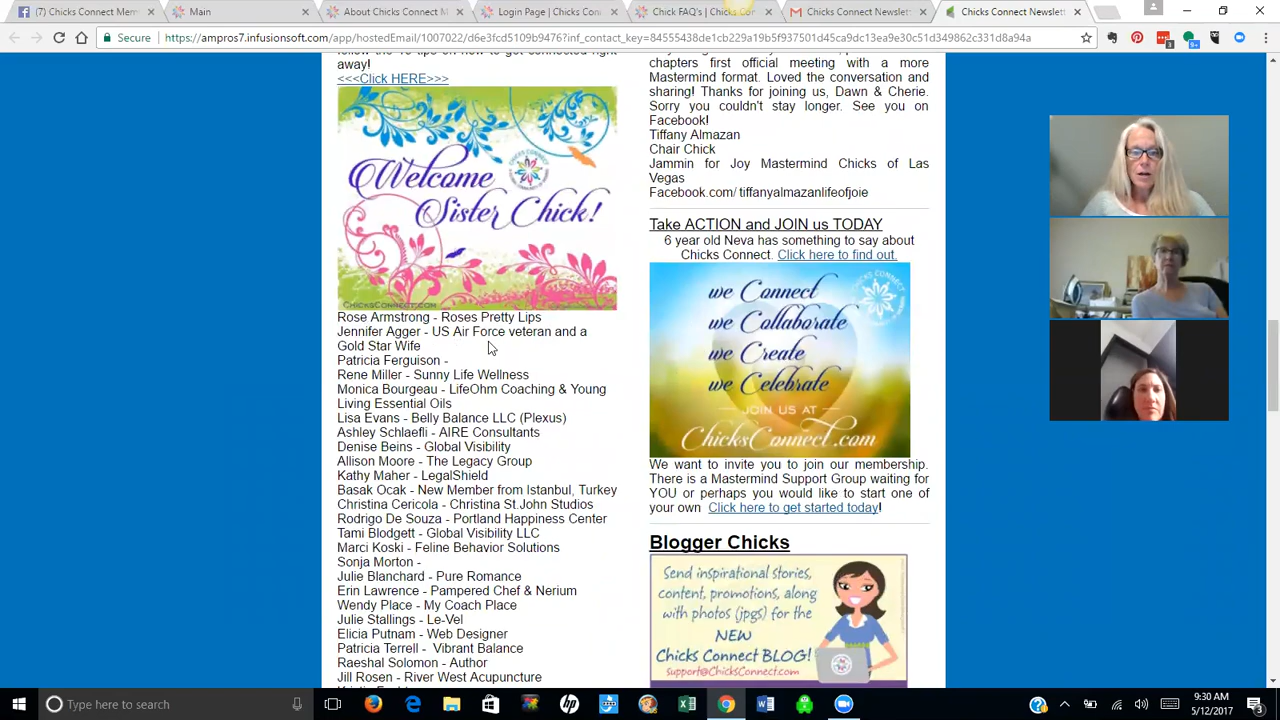 (7) Chicks Connect Mem
Main
About Chicks Connect M
Login Page | Chicks Con
Chick FAQ's | Chicks Co
Chicks Connect Newslett
Chicks Connect Newslett
Secure
https://ampros7.infusionsoft.com/app/hostedEmail/1007022/d6e3fcd5109b9476?inf_contact_key=84555438de1cb229a19b5f937501d45ca9dc13ea9e30c51d349862c331d8a94a
away!
<<<Click HERE>>>
Welcome
CHICKS CONNECT
Sister Chick!
CHICKSCONNECT.COM
Rose Armstrong - Roses Pretty Lips
Jennifer Agger - US Air Force veteran and a
Gold Star Wife
Patricia Ferguison -
Rene Miller - Sunny Life Wellness
Monica Bourgeau - LifeOhm Coaching & Young
Living Essential Oils
Lisa Evans - Belly Balance LLC (Plexus)
Ashley Schlaefli - AIRE Consultants
Denise Beins - Global Visibility
Allison Moore - The Legacy Group
Kathy Maher - LegalShield
Basak Ocak - New Member from Istanbul, Turkey
Christina Cericola - Christina St.John Studios
Rodrigo De Souza - Portland Happiness Center
Tami Blodgett - Global Visibility LLC
Marci Koski - Feline Behavior Solutions
Sonja Morton -
Julie Blanchard - Pure Romance
Erin Lawrence - Pampered Chef & Nerium
Wendy Place - My Coach Place
Julie Stallings - Le-Vel
Elicia Putnam - Web Designer
Patricia Terrell - Vibrant Balance
Raeshal Solomon - Author
Jill Rosen - River West Acupuncture
chapters first official meeting with a more
Mastermind format. Loved the conversation and
sharing! Thanks for joining us, Dawn & Cherie.
Sorry you couldn't stay longer. See you on
Facebook!
Tiffany Almazan
Chair Chick
Jammin for Joy Mastermind Chicks of Las
Vegas
Facebook.com/ tiffanyalmazanlifeofjoie
Take ACTION and JOIN us TODAY
6 year old Neva has something to say about
Chicks Connect. Click here to find out.
we Connect
we Collaborate
we Create
we Celebrate
JOIN US AT
ChicksConnect.com
We want to invite you to join our membership.
There is a Mastermind Support Group waiting for
YOU or perhaps you would like to start one of
your own Click here to get started today!
Blogger Chicks
Send inspirational stories,
content, promotions, along
with photos (jpgs) for the
NEW
Chicks Connect BLOG!
support@ChicksConnect.com
Type here to search
9:30 AM
5/12/2017